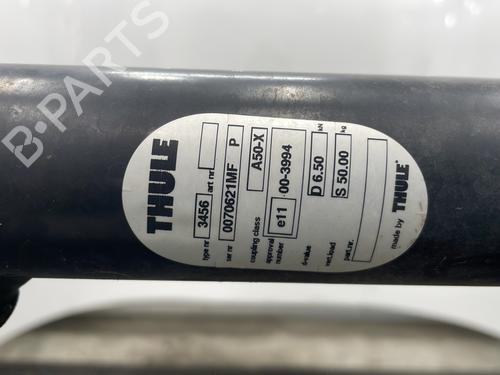 B-PARTS
THULE
type nr 3456 art nr
ser nr 0070621MF P
coupling class A50-X
approval number e11 00-3994
d-value D 6.50 kN
vert.load S 50.00 kg
part.nr.
made by THULE
B-PARTS